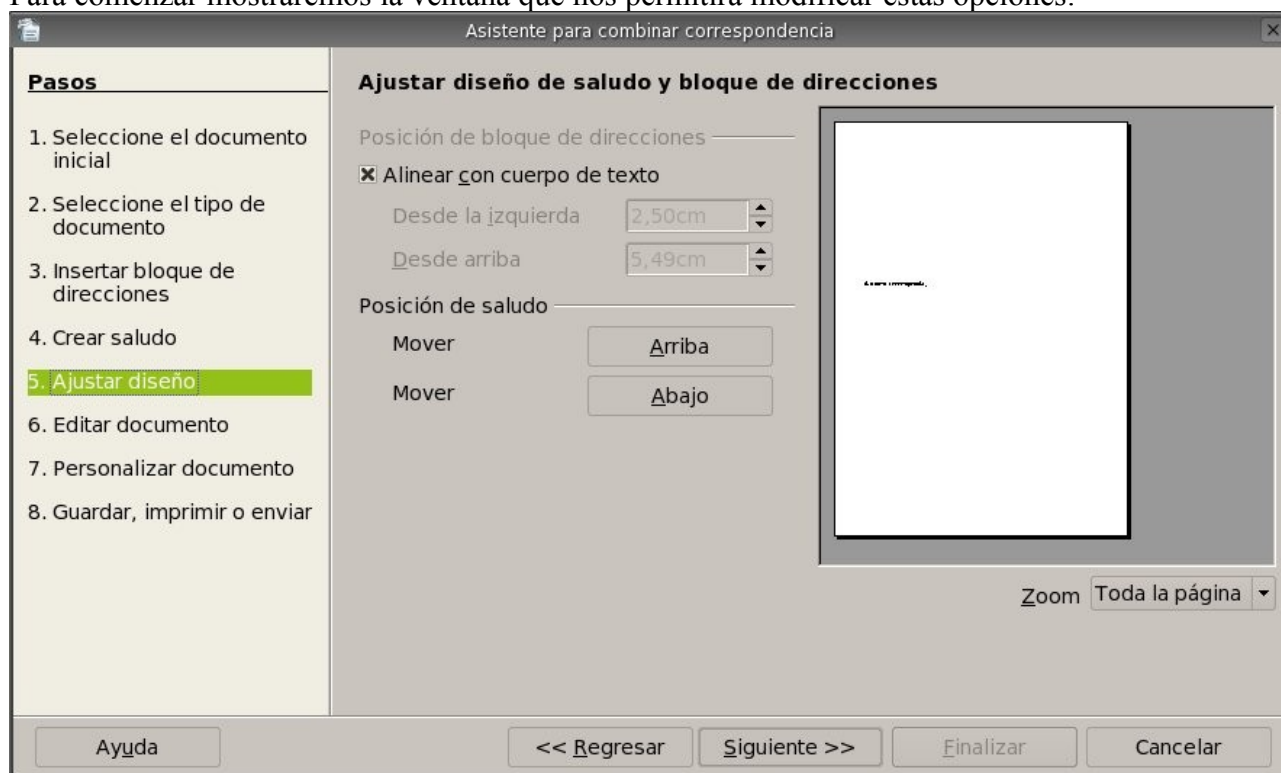 Para comenzar mostraremos la ventana que nos permitirá modificar estas opciones:
Asistente para combinar correspondencia
Pasos
1. Seleccione el documento
inicial
2. Seleccione el tipo de
documento
3. Insertar bloque de
direcciones
4. Crear saludo
5. Ajustar diseño
6. Editar documento
7. Personalizar documento
8. Guardar, imprimir o enviar
Ajustar diseño de saludo y bloque de direcciones
Posición de bloque de direcciones
Alinear con cuerpo de texto
Desde la izquierda 2,50cm
Desde arriba 5,49cm
Posición de saludo
Mover Arriba
Mover Abajo
Zoom Toda la página
Ayuda << Regresar Siguiente >> Finalizar Cancelar